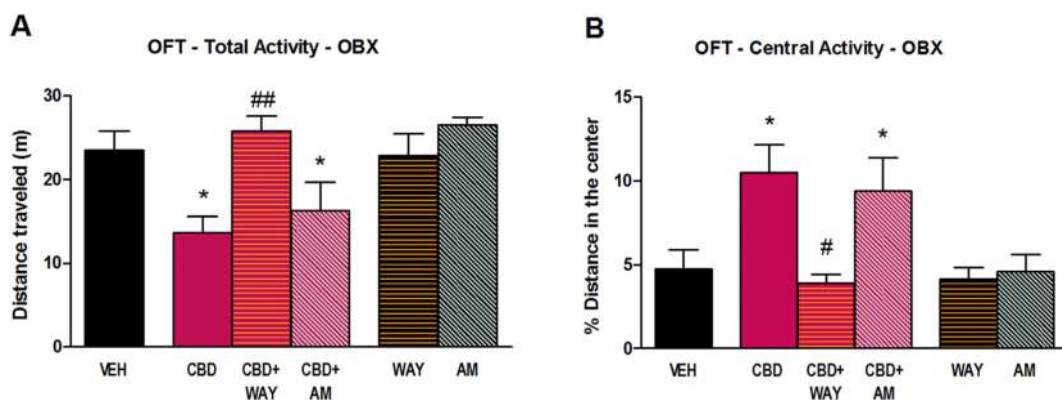 A
OFT - Total Activity - OBX
Distance traveled (m)
30
20
10
0
*
##
*
VEH
CBD
CBD+
WAY
CBD+
AM
WAY
AM
B
OFT - Central Activity - OBX
% Distance in the center
15
10
5
0
*
#
*
VEH
CBD
CBD+
WAY
CBD+
AM
WAY
AM